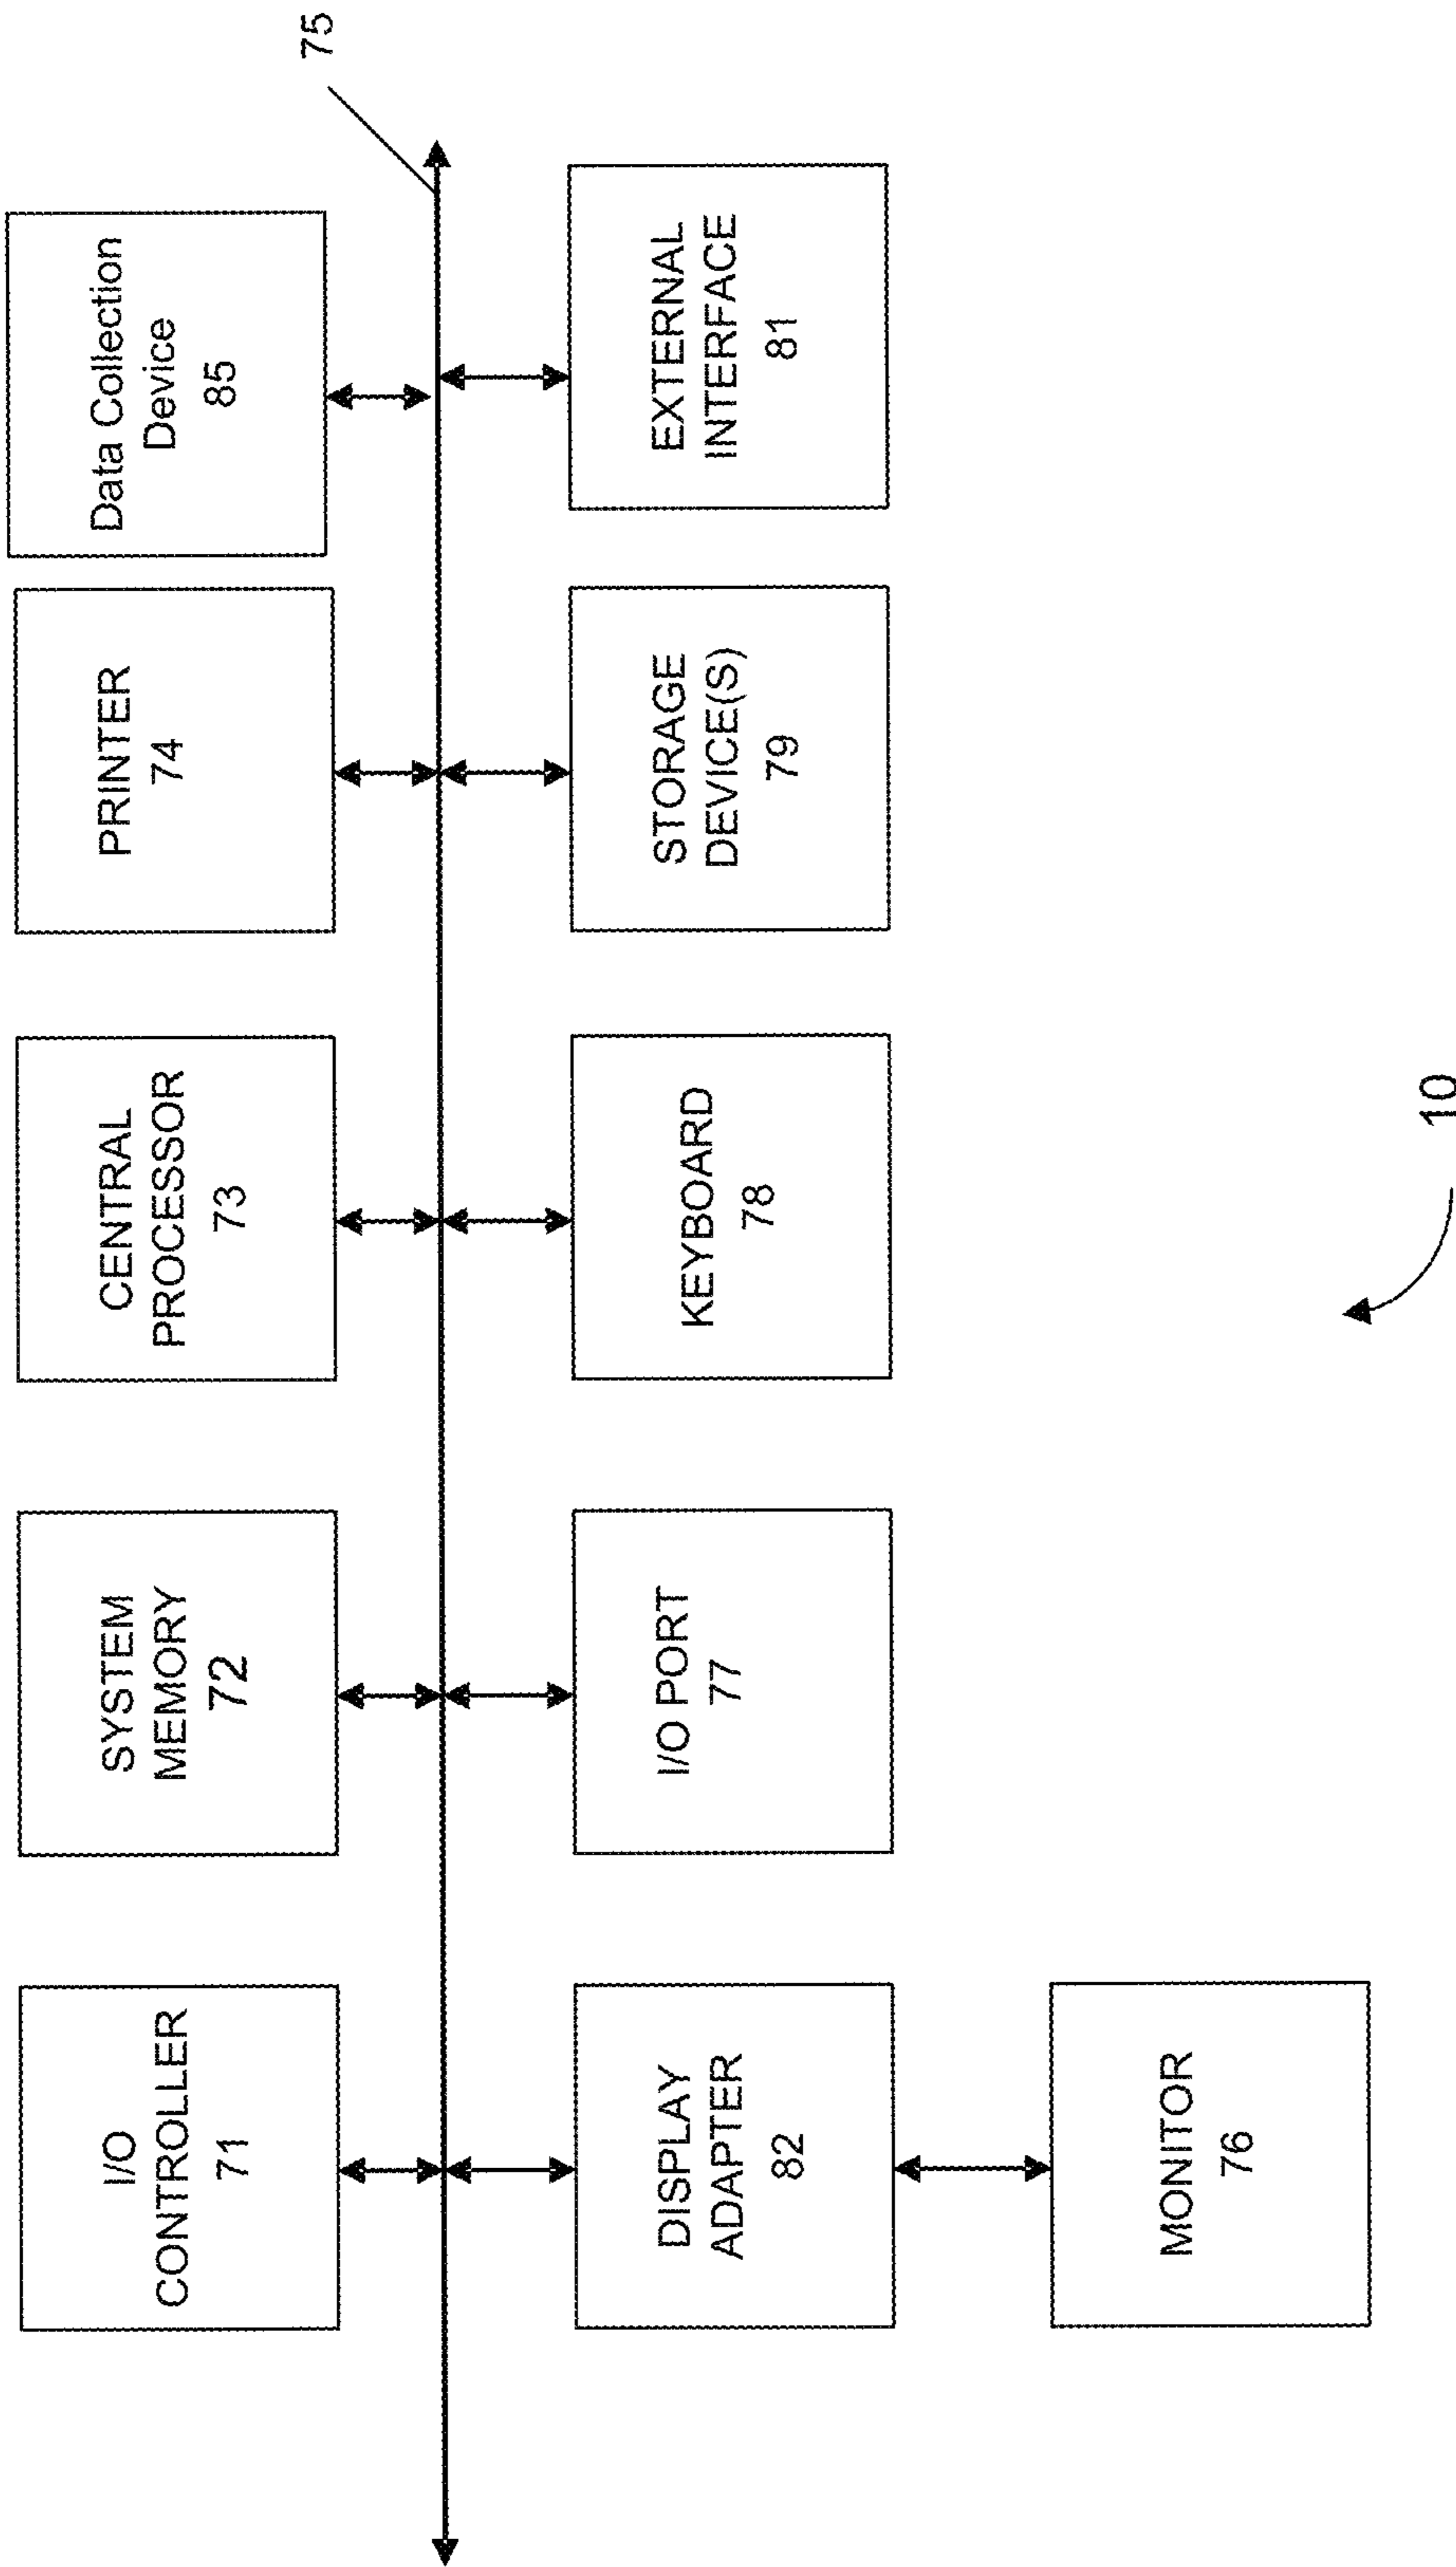 75
I/O
CONTROLLER
71
SYSTEM
MEMORY
72
CENTRAL
PROCESSOR
73
PRINTER
74
Data Collection
Device
85
DISPLAY
ADAPTER
82
I/O PORT
77
KEYBOARD
78
STORAGE
DEVICE(S)
79
EXTERNAL
INTERFACE
81
MONITOR
76
10